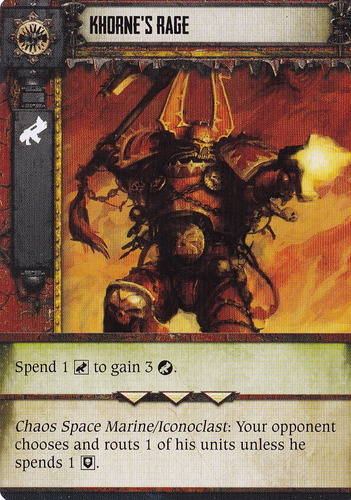 KHORNE'S RAGE
Spend 1 to gain 3 .
Chaos Space Marine/Iconoclast: Your opponent
chooses and routs 1 of his units unless he
spends 1 .